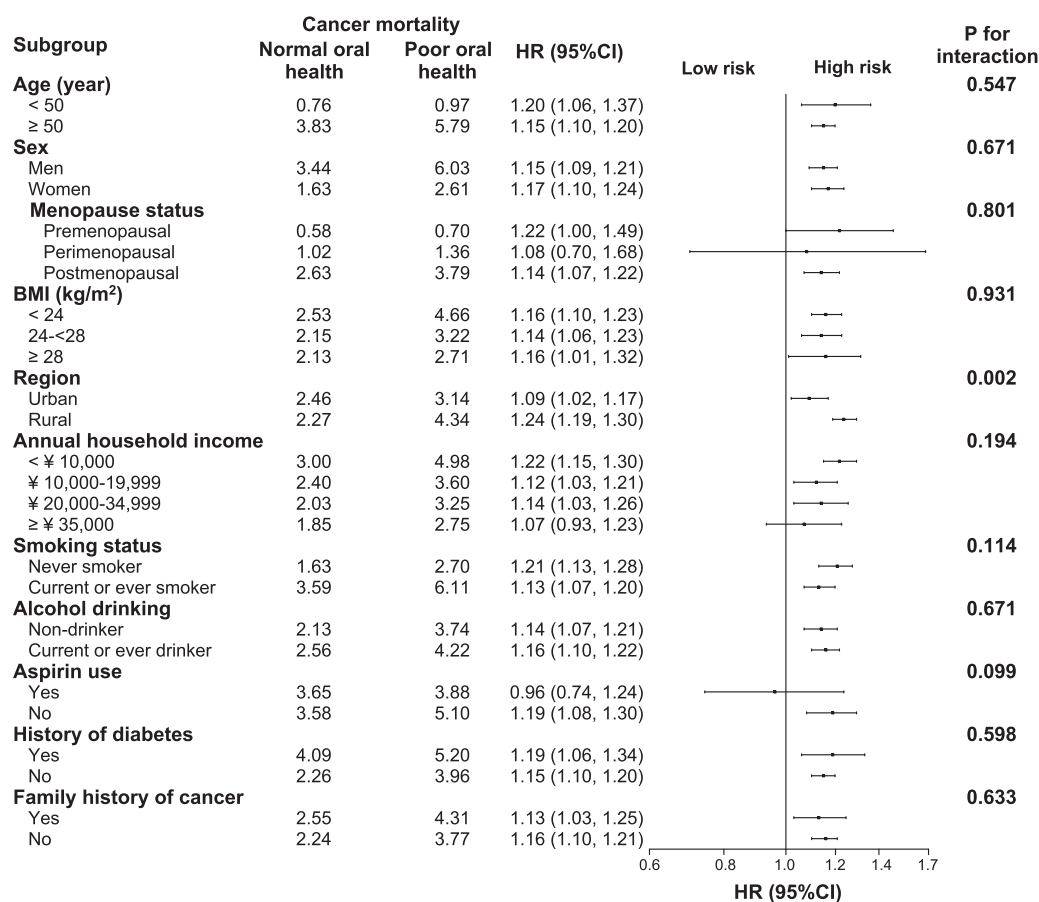 Subgroup Cancer mortality HR (95%CI) P for interaction
Normal oral health Poor oral health Low risk High risk
Age (year) 0.547
< 50 0.76 0.97 1.20 (1.06, 1.37)
≥ 50 3.83 5.79 1.15 (1.10, 1.20)
Sex 0.671
Men 3.44 6.03 1.15 (1.09, 1.21)
Women 1.63 2.61 1.17 (1.10, 1.24)
Menopause status 0.801
Premenopausal 0.58 0.70 1.22 (1.00, 1.49)
Perimenopausal 1.02 1.36 1.08 (0.70, 1.68)
Postmenopausal 2.63 3.79 1.14 (1.07, 1.22)
BMI (kg/m²) 0.931
< 24 2.53 4.66 1.16 (1.10, 1.23)
24-<28 2.15 3.22 1.14 (1.06, 1.23)
≥ 28 2.13 2.71 1.16 (1.01, 1.32)
Region 0.002
Urban 2.46 3.14 1.09 (1.02, 1.17)
Rural 2.27 4.34 1.24 (1.19, 1.30)
Annual household income 0.194
< ¥ 10,000 3.00 4.98 1.22 (1.15, 1.30)
¥ 10,000-19,999 2.40 3.60 1.12 (1.03, 1.21)
¥ 20,000-34,999 2.03 3.25 1.14 (1.03, 1.26)
≥ ¥ 35,000 1.85 2.75 1.07 (0.93, 1.23)
Smoking status 0.114
Never smoker 1.63 2.70 1.21 (1.13, 1.28)
Current or ever smoker 3.59 6.11 1.13 (1.07, 1.20)
Alcohol drinking 0.671
Non-drinker 2.13 3.74 1.14 (1.07, 1.21)
Current or ever drinker 2.56 4.22 1.16 (1.10, 1.22)
Aspirin use 0.099
Yes 3.65 3.88 0.96 (0.74, 1.24)
No 3.58 5.10 1.19 (1.08, 1.30)
History of diabetes 0.598
Yes 4.09 5.20 1.19 (1.06, 1.34)
No 2.26 3.96 1.15 (1.10, 1.20)
Family history of cancer 0.633
Yes 2.55 4.31 1.13 (1.03, 1.25)
No 2.24 3.77 1.16 (1.10, 1.21)
0.6 0.8 1.0 1.2 1.4 1.7
HR (95%CI)